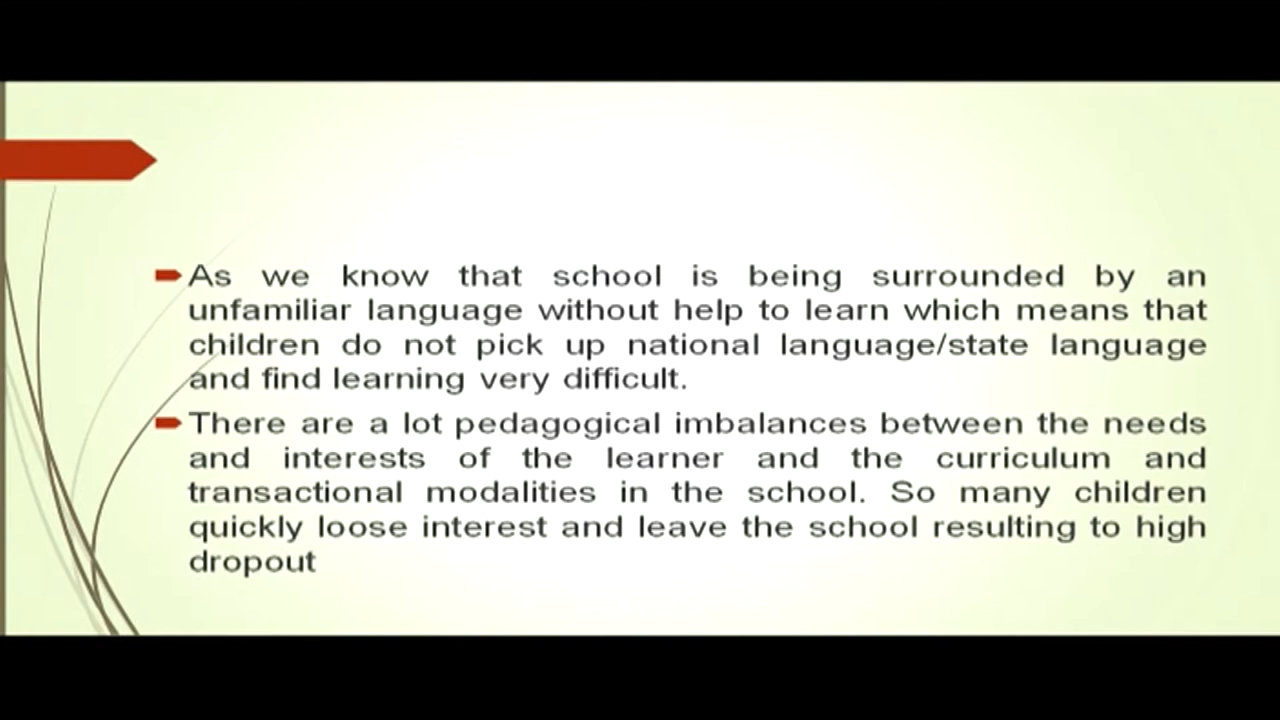 As we know that school is being surrounded by an
unfamiliar language without help to learn which means that
children do not pick up national language/state language
and find learning very difficult.
There are a lot pedagogical imbalances between the needs
and interests of the learner and the curriculum and
transactional modalities in the school. So many children
quickly loose interest and leave the school resulting to high
dropout